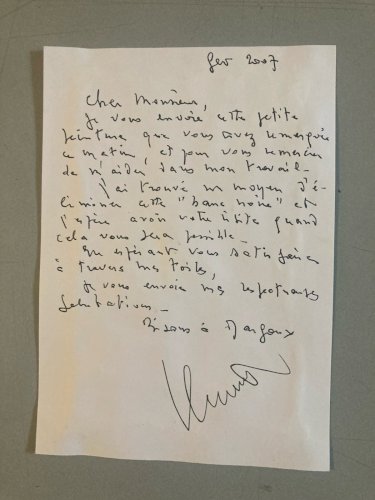 fev 2007
Cher Monsieur,
Je vous envoie cette petite
peinture que vous avez remarquée
ce matin, et pour vous remercier
de m'aider dans mon travail -
J'ai trouvé un moyen d'é-
liminer cette "barre noire" et
j'espère avoir votre visite quand
cela vous sera possible -
En espérant vous satisfaire
à travers mes toiles,
Je vous envoie mes respectueuses
salutations -
Bisous à Margaux